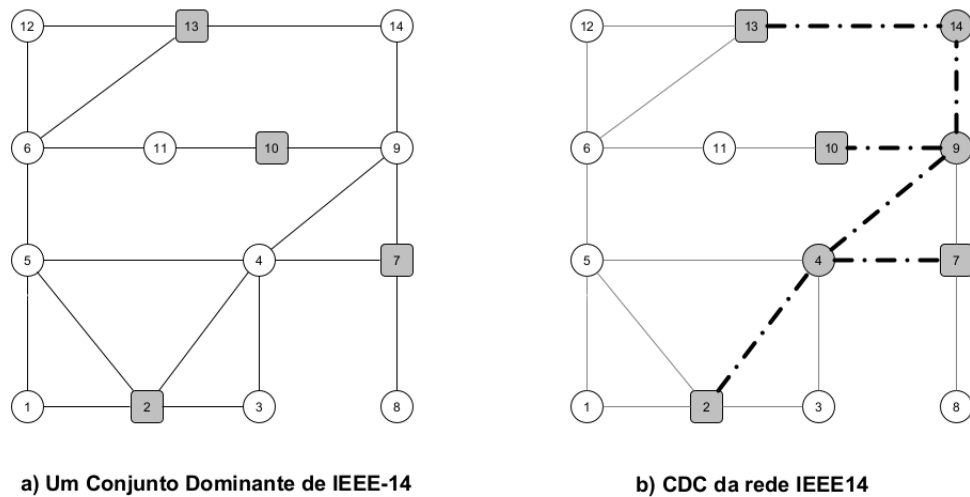 12 13 14 12 13 14
6 11 10 9 6 11 10 9
5 4 7 5 4 7
1 2 3 8 1 2 3 8
a) Um Conjunto Dominante de IEEE-14 b) CDC da rede IEEE14